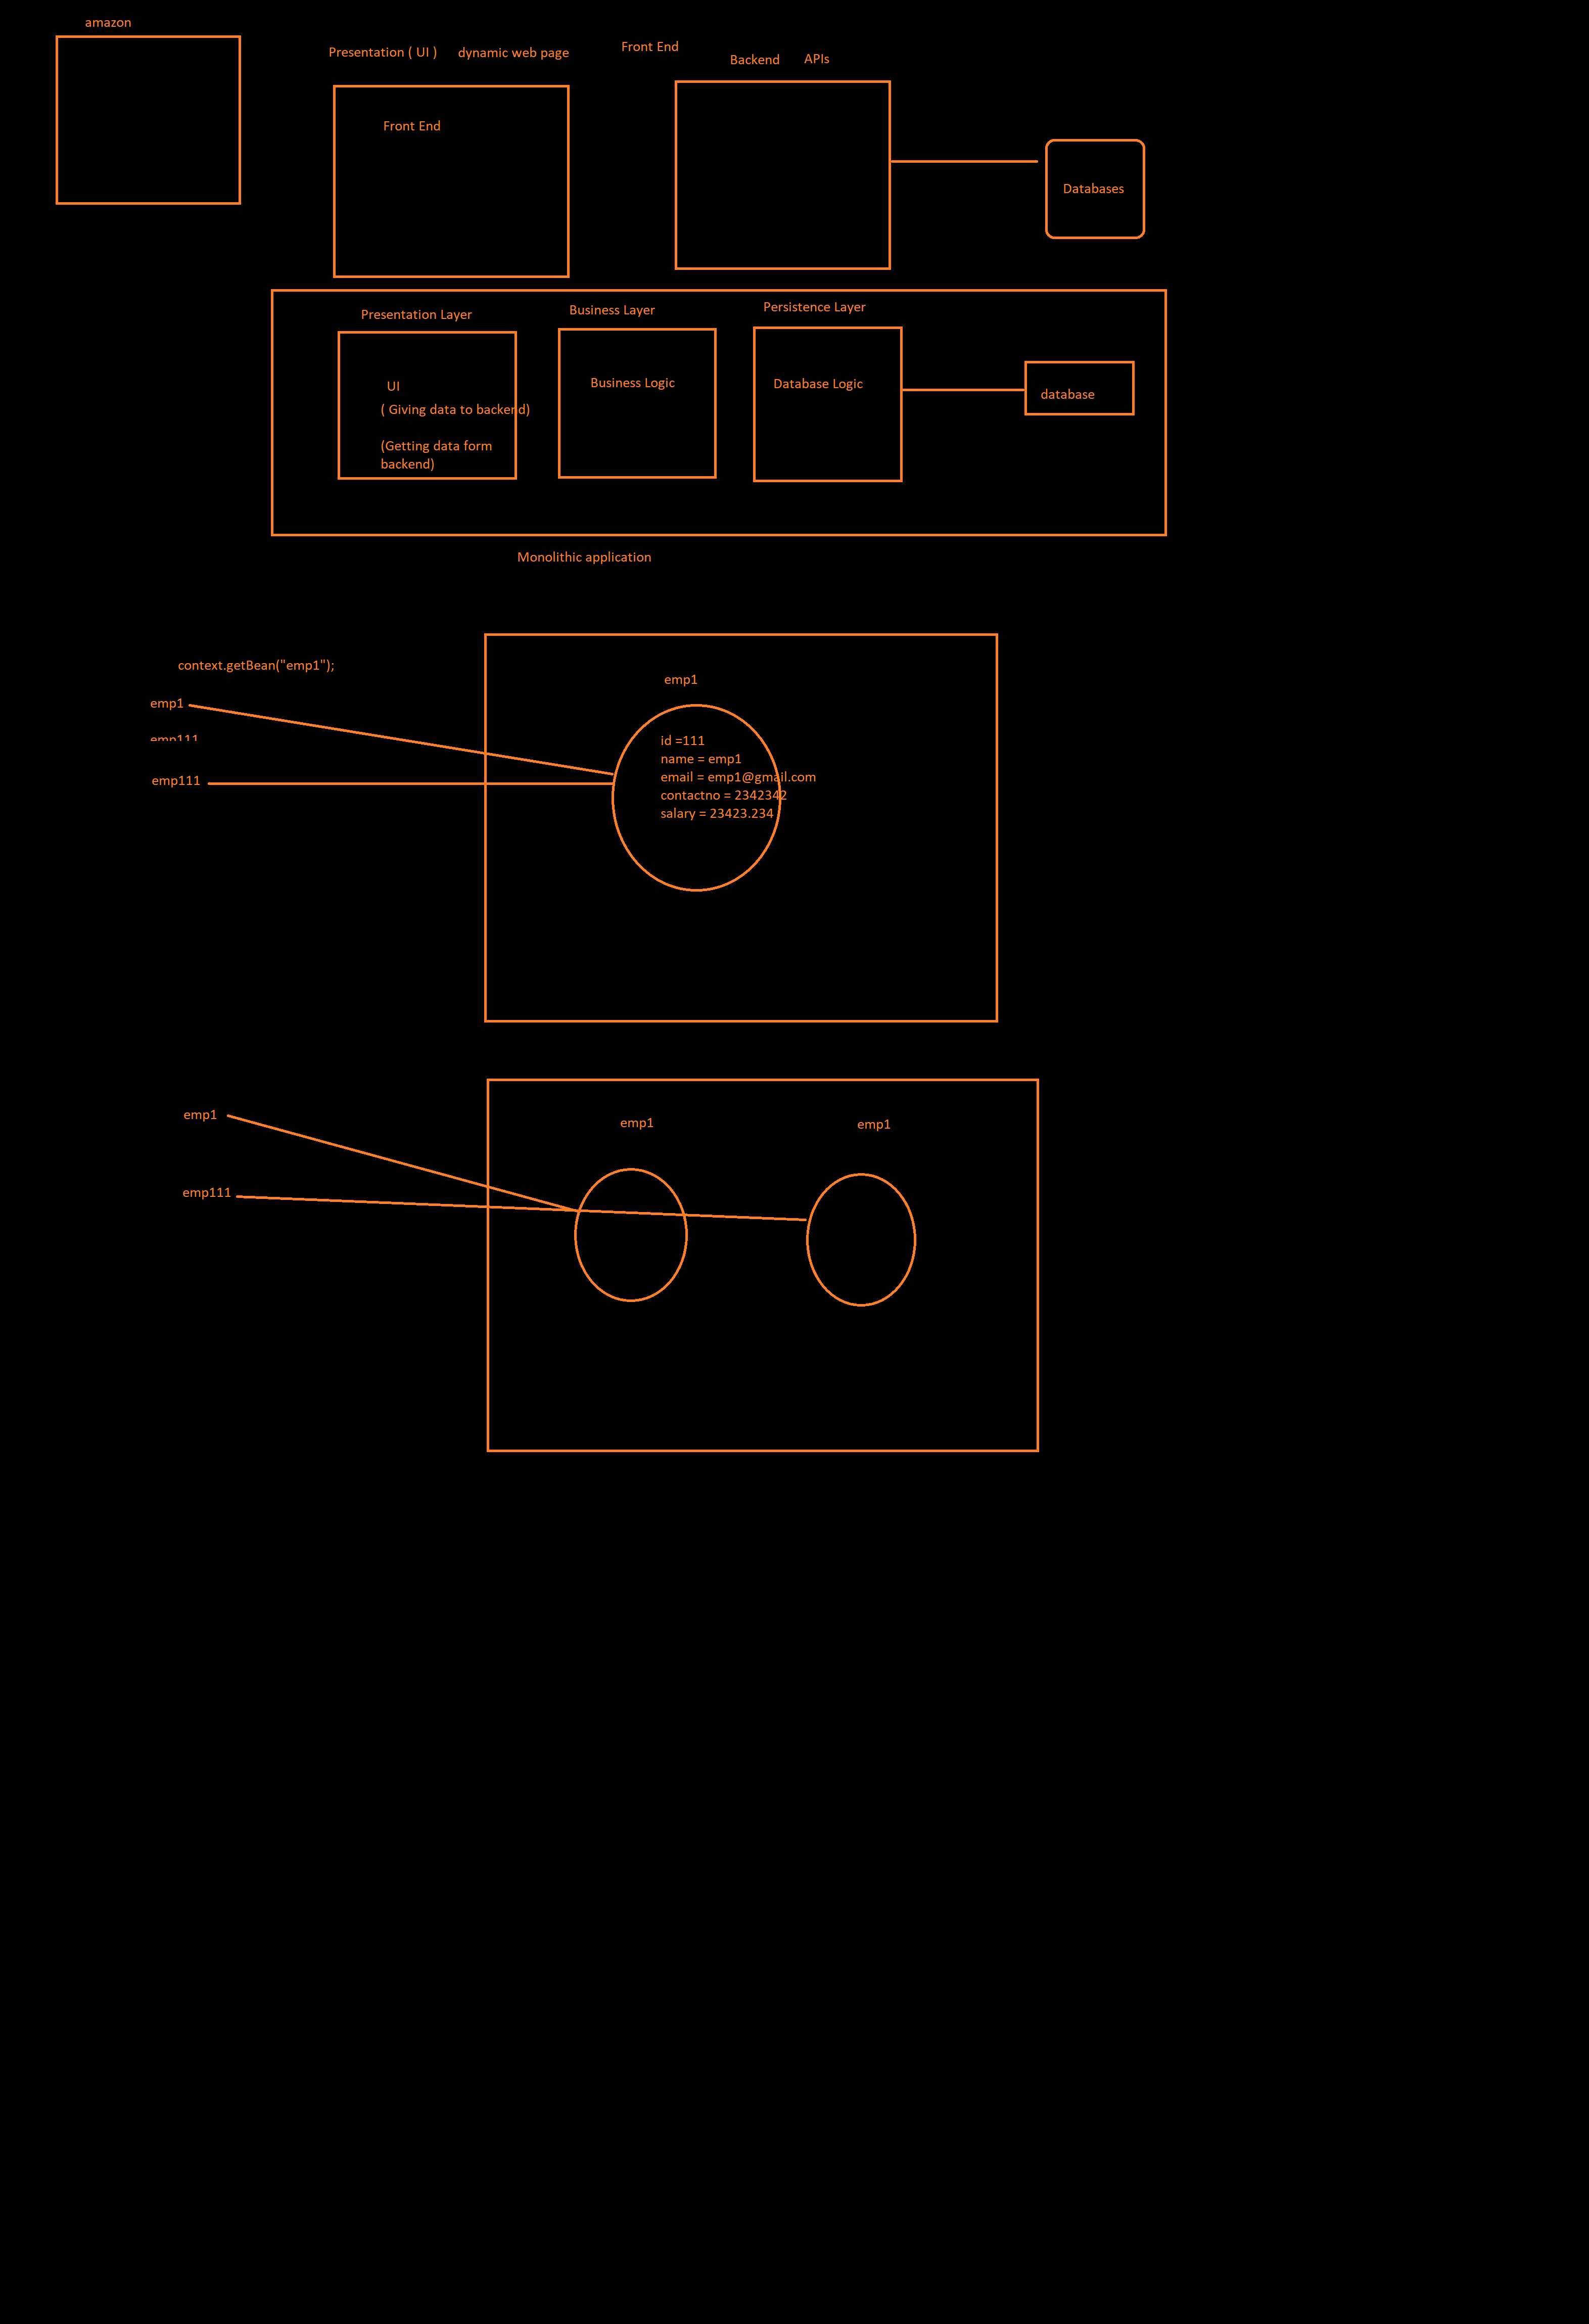 amazon
Presentation ( UI ) dynamic web page
Front End
Backend APIs
Front End
Databases
Presentation Layer
Business Layer
Persistence Layer
UI
( Giving data to backend)
(Getting data form
backend)
Business Logic
Database Logic
database
Monolithic application
context.getBean("emp1");
emp1
emp111
emp111
emp1
id =111
name = emp1
email = emp1@gmail.com
contactno = 2342342
salary = 23423.234
emp1
emp111
emp1
emp1